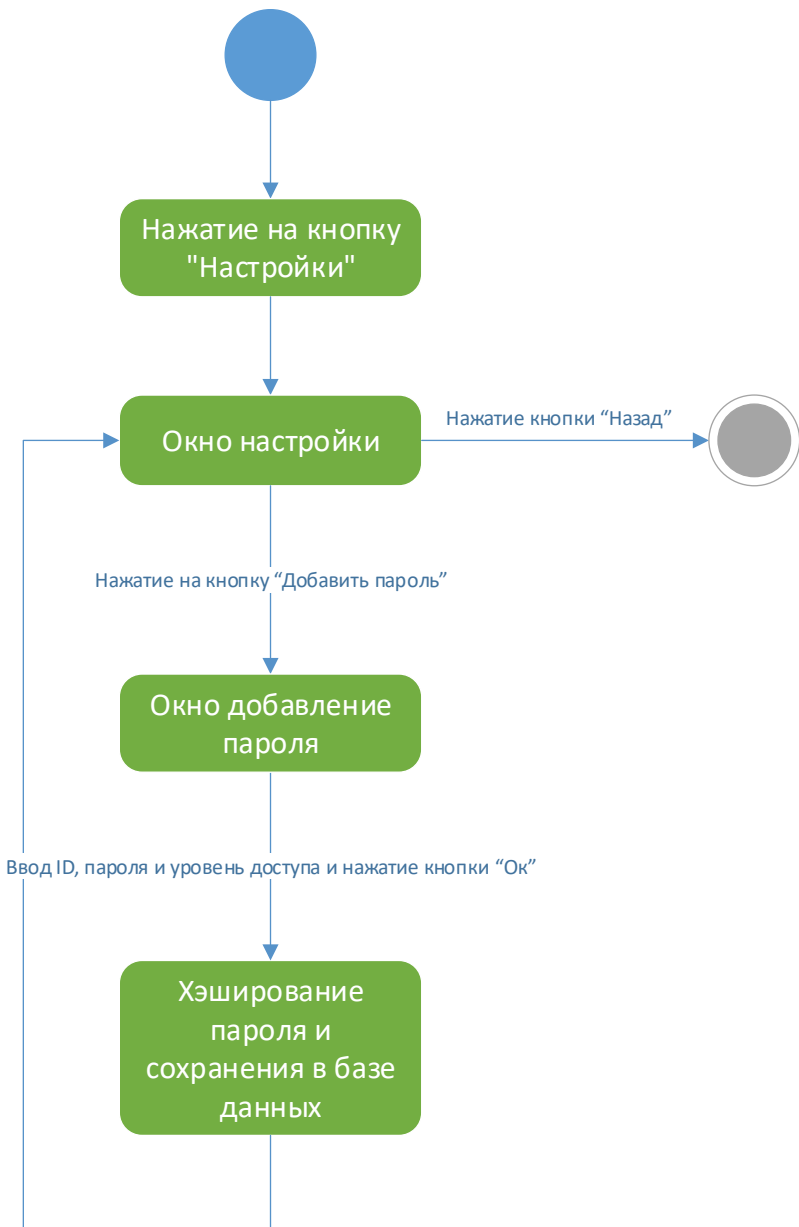 Нажатие на кнопку
"Настройки"
Окно настройки
Нажатие кнопки “Назад”
Нажатие на кнопку “Добавить пароль”
Окно добавление
пароля
Ввод ID, пароля и уровень доступа и нажатие кнопки “Ок”
Хэширование
пароля и
сохранения в базе
данных